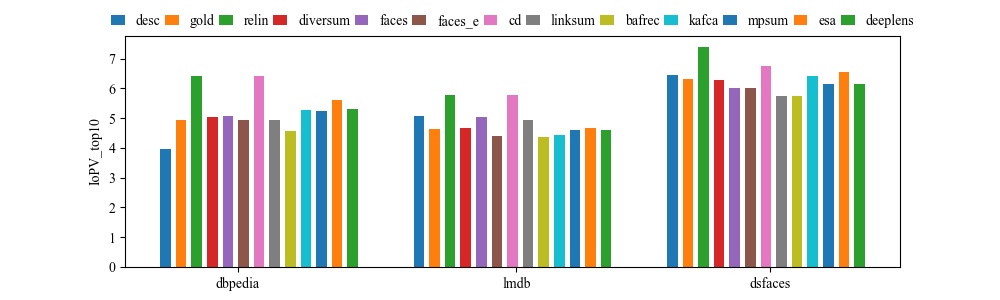 desc gold relin diversum faces faces_e cd linksum bafrec kafca mpsum esa deeplens
IoPV_top10
7
6
5
4
3
2
1
0
dbpedia lmdb dsfaces